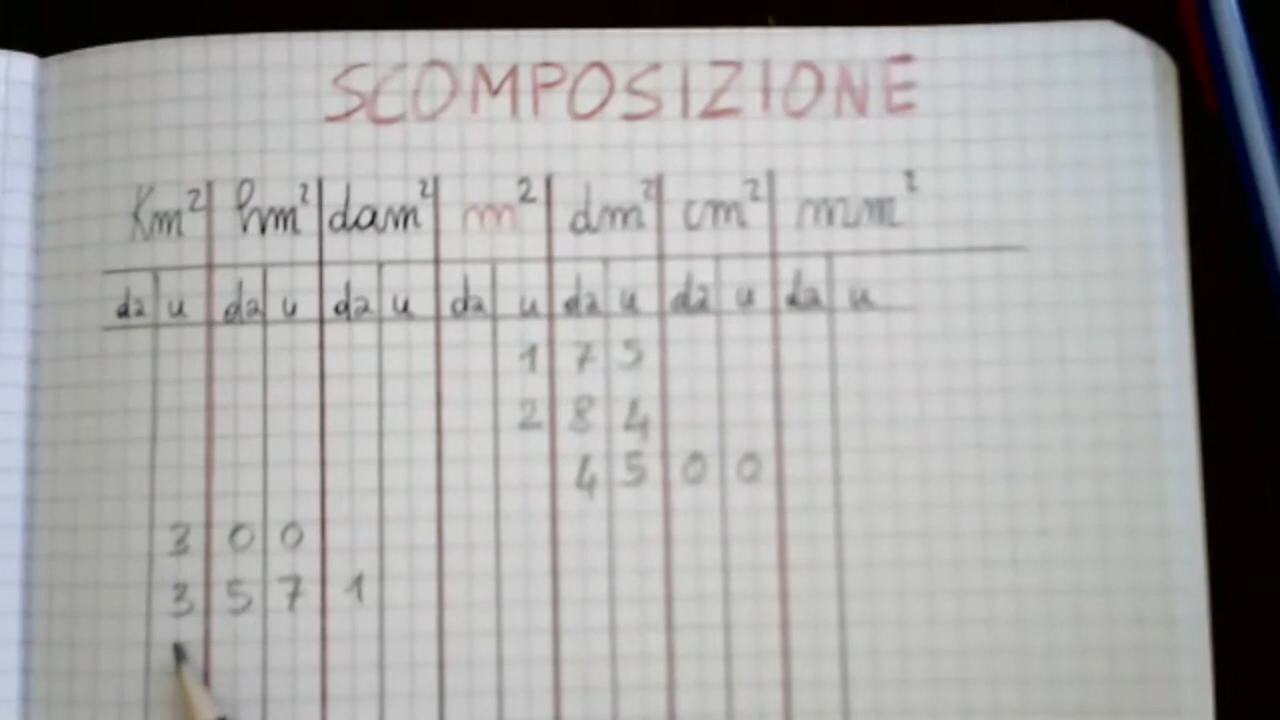 SCOMPOSIZIONE
Km² hm² dam² m² dm² cm² mm²
da u da u da u da u da u da u da u
1 7 5
2 8 4
4 5 0 0
3 0 0
3 5 7 1